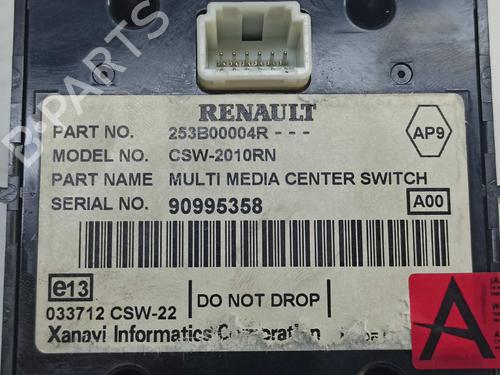 RENAULT
PART NO. 253B00004R - - -
AP9
MODEL NO. CSW-2010RN
PART NAME MULTI MEDIA CENTER SWITCH
SERIAL NO. 90995358
A00
e13
033712 CSW-22
DO NOT DROP
Xanavi Informatics Corporation
A
B-PARTS